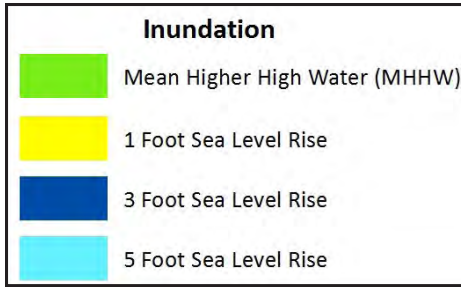 Inundation
Mean Higher High Water (MHHW)
1 Foot Sea Level Rise
3 Foot Sea Level Rise
5 Foot Sea Level Rise